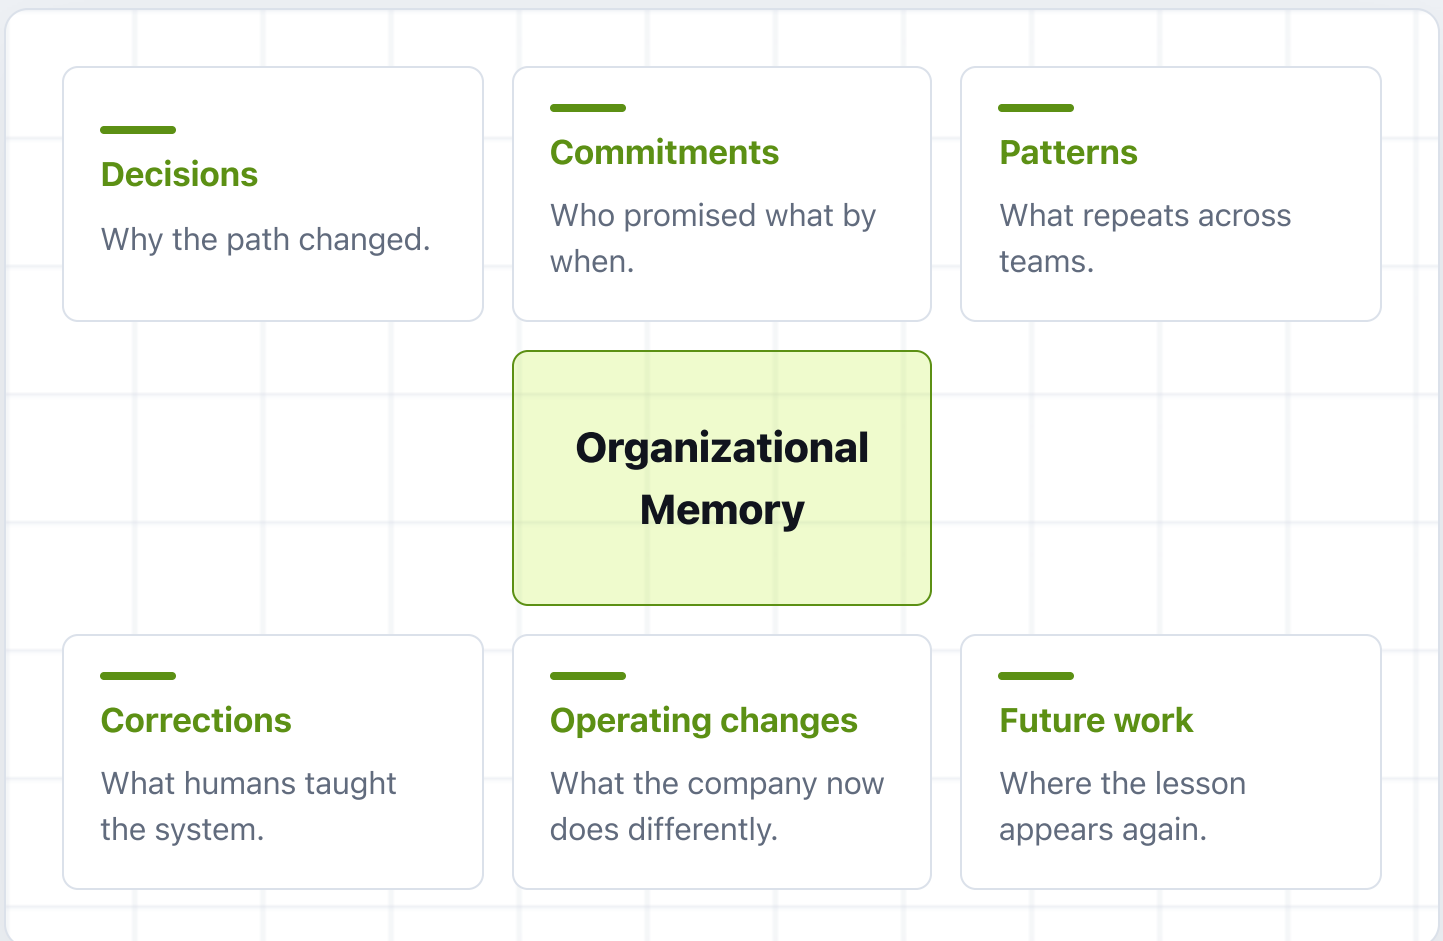 Decisions
Why the path changed.
Commitments
Who promised what by
when.
Patterns
What repeats across
teams.
Organizational
Memory
Corrections
What humans taught
the system.
Operating changes
What the company now
does differently.
Future work
Where the lesson
appears again.